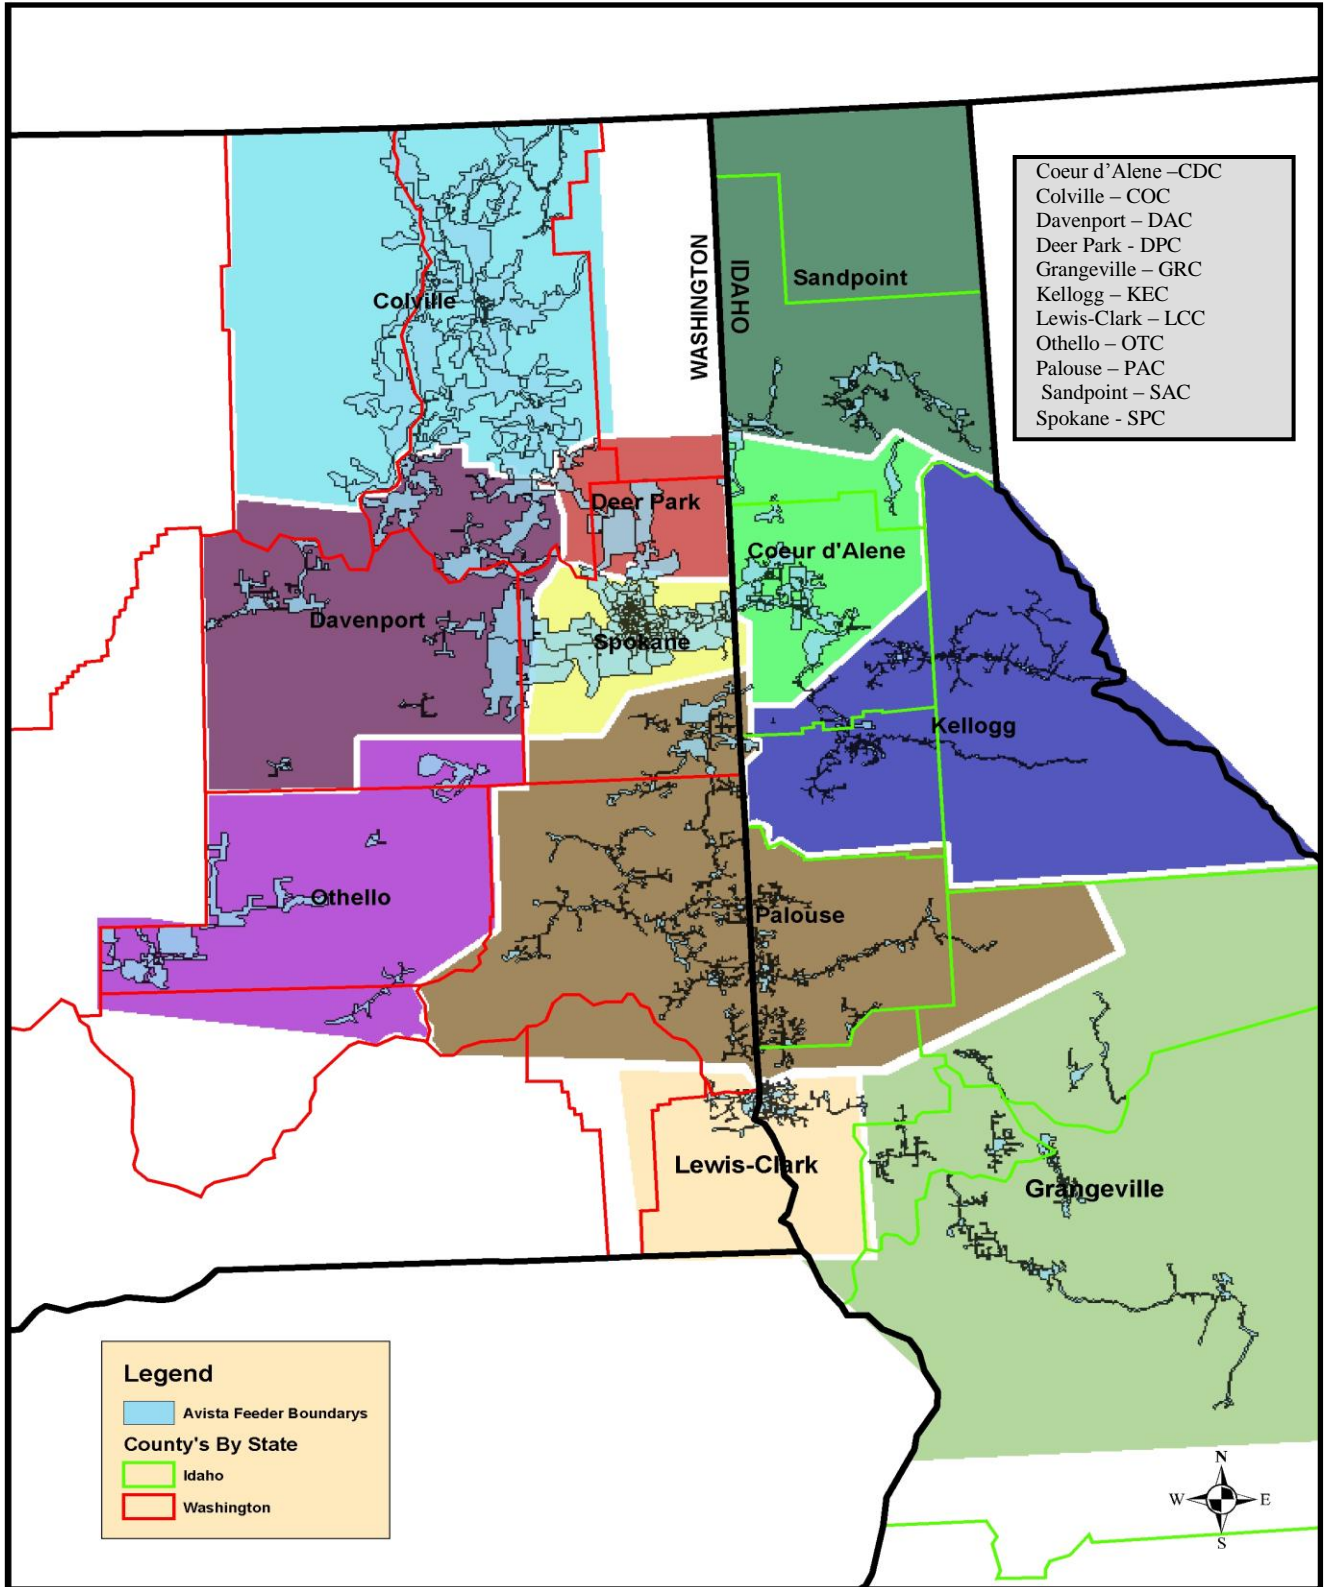 Coeur d’Alene –CDC
Colville – COC
Davenport – DAC
Deer Park - DPC
Grangeville – GRC
Kellogg – KEC
Lewis-Clark – LCC
Othello – OTC
Palouse – PAC
Sandpoint – SAC
Spokane - SPC
WASHINGTON
IDAHO
Sandpoint
Colville
Deer Park
Coeur d'Alene
Davenport
Spokane
Kellogg
Othello
Palouse
Lewis-Clark
Grangeville
Legend
Avista Feeder Boundarys
County's By State
Idaho
Washington
N
W E
S